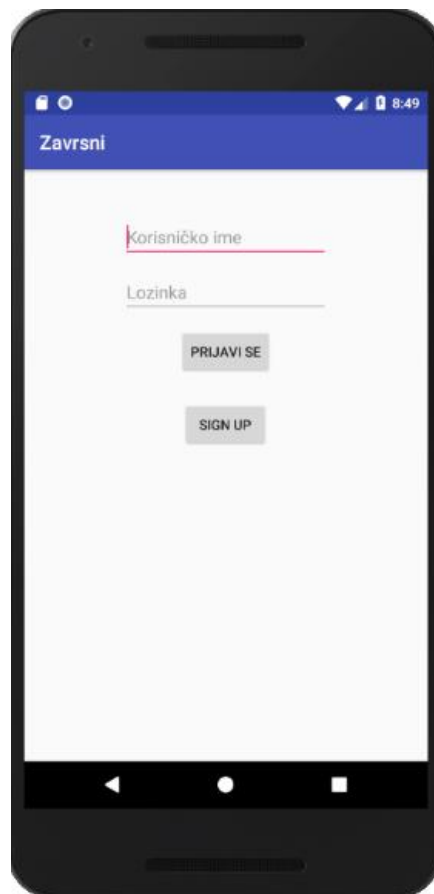 8:49
Zavrsni
Korisničko ime
Lozinka
PRIJAVI SE
SIGN UP